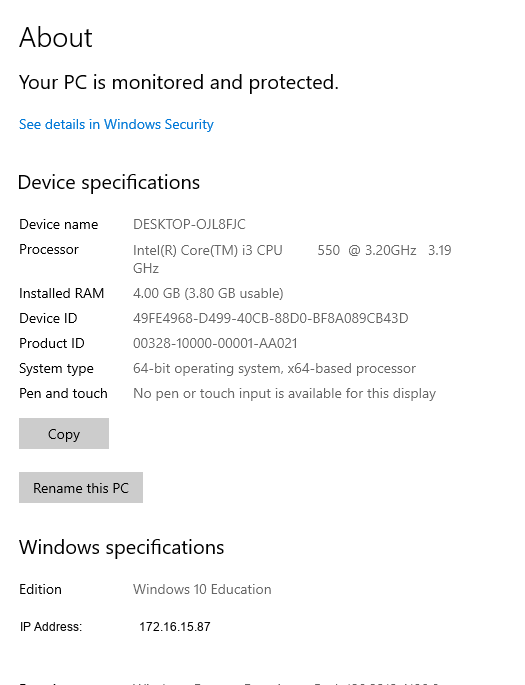 About
Your PC is monitored and protected.
See details in Windows Security
Device specifications
Device name DESKTOP-OJL8FJC
Processor Intel(R) Core(TM) i3 CPU 550 @ 3.20GHz 3.19
GHz
Installed RAM 4.00 GB (3.80 GB usable)
Device ID 49FE4968-D499-40CB-88D0-BF8A089CB43D
Product ID 00328-10000-00001-AA021
System type 64-bit operating system, x64-based processor
Pen and touch No pen or touch input is available for this display
Copy
Rename this PC
Windows specifications
Edition Windows 10 Education
IP Address: 172.16.15.87